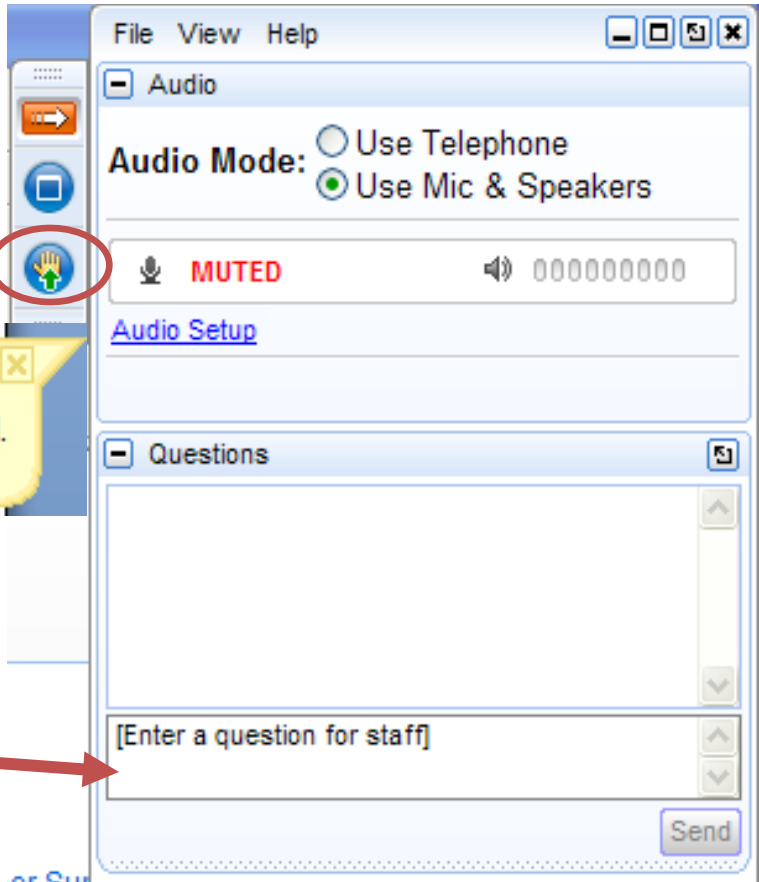 File View Help
Audio
Audio Mode:
Use Telephone
Use Mic & Speakers
MUTED
000000000
Audio Setup
.
Questions
[Enter a question for staff]
Send